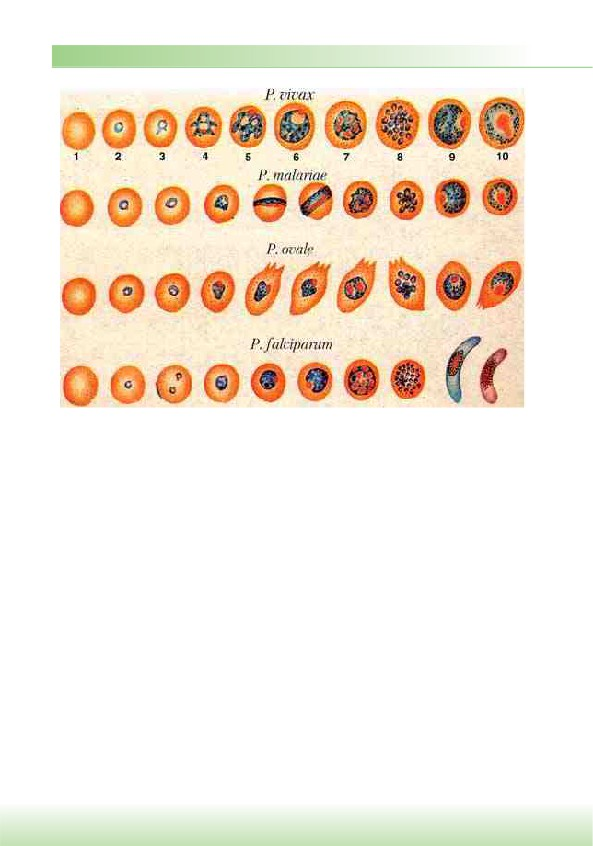 P. vivax
1 2 3 4 5 6 7 8 9 10
P. malariae
P. ovale
P. falciparum